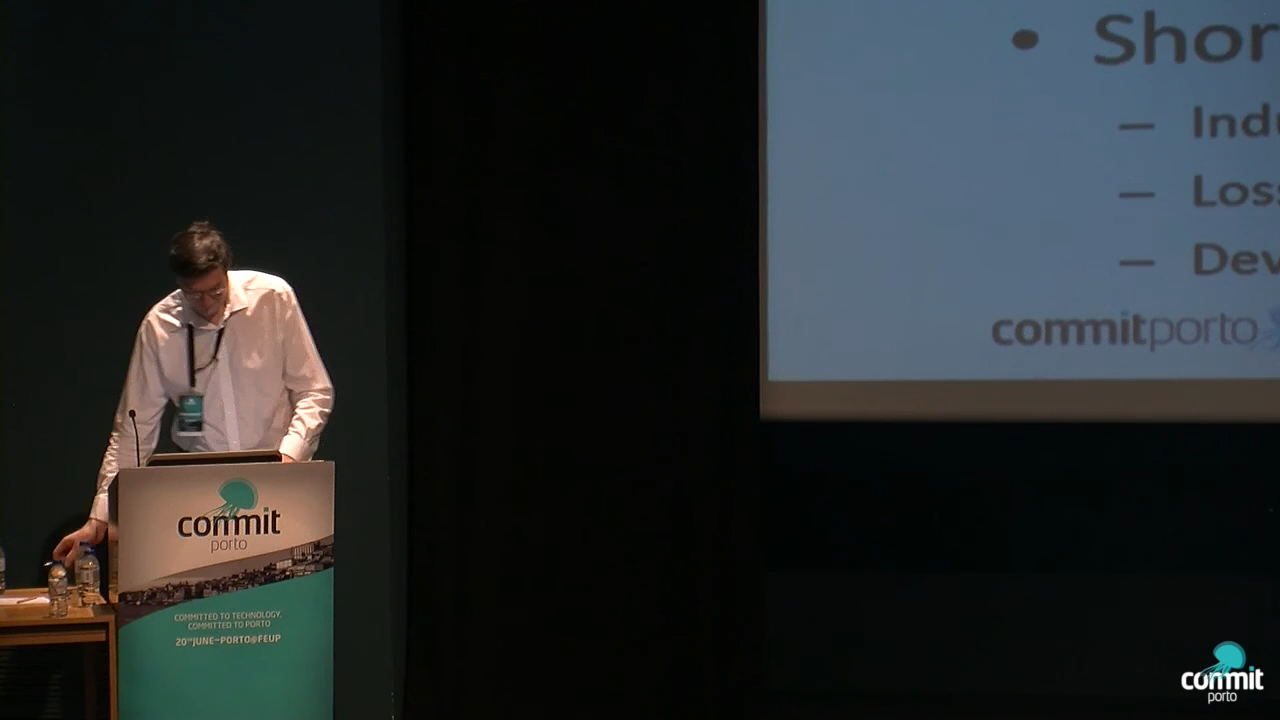 Shor
Ind
Los
Dev
commitporto
commit
porto
COMMITTED TO TECHNOLOGY,
COMMITTED TO PORTO
20TH JUNE-PORTO@FEUP
commit
porto